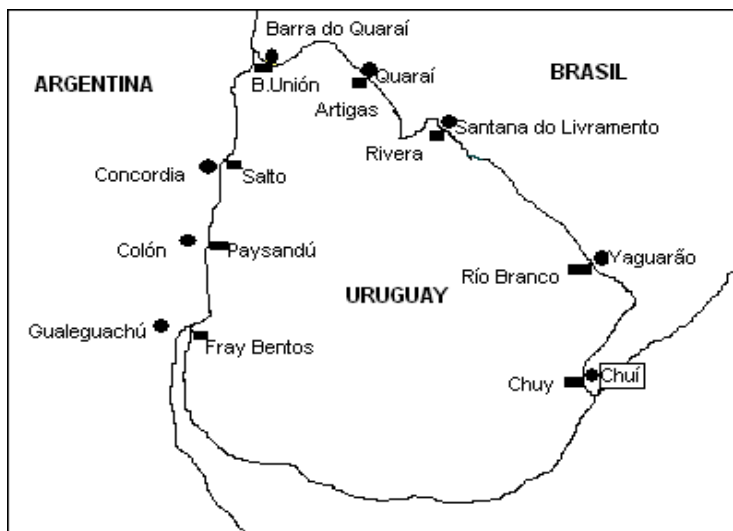 Barra do Quaraí
ARGENTINA
BRASIL
B.Unión
Quaraí
Artigas
Santana do Livramento
Rivera
Concordia
Salto
Colón
Paysandú
Yaguarão
Río Branco
URUGUAY
Gualeguachú
Fray Bentos
Chuí
Chuy